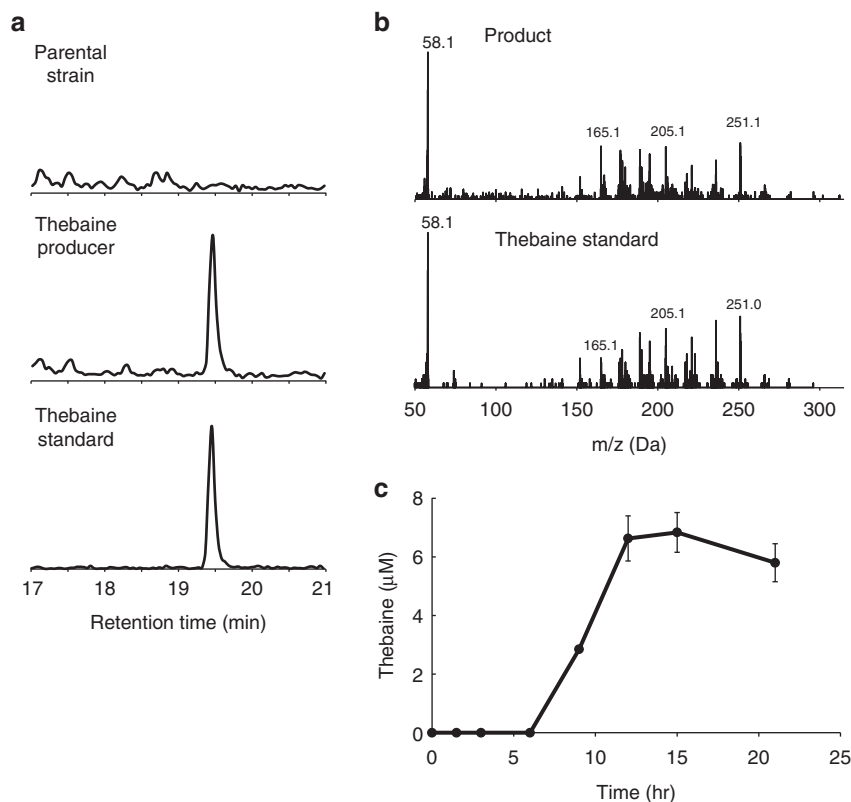 a
Parental
strain
Thebaine
producer
Thebaine
standard
17 18 19 20 21
Retention time (min)
b
Product
58.1
165.1
205.1
251.1
Thebaine standard
58.1
165.1
205.1
251.0
50 100 150 200 250 300
m/z (Da)
c
8
6
4
2
0
Thebaine (μM)
0 5 10 15 20 25
Time (hr)